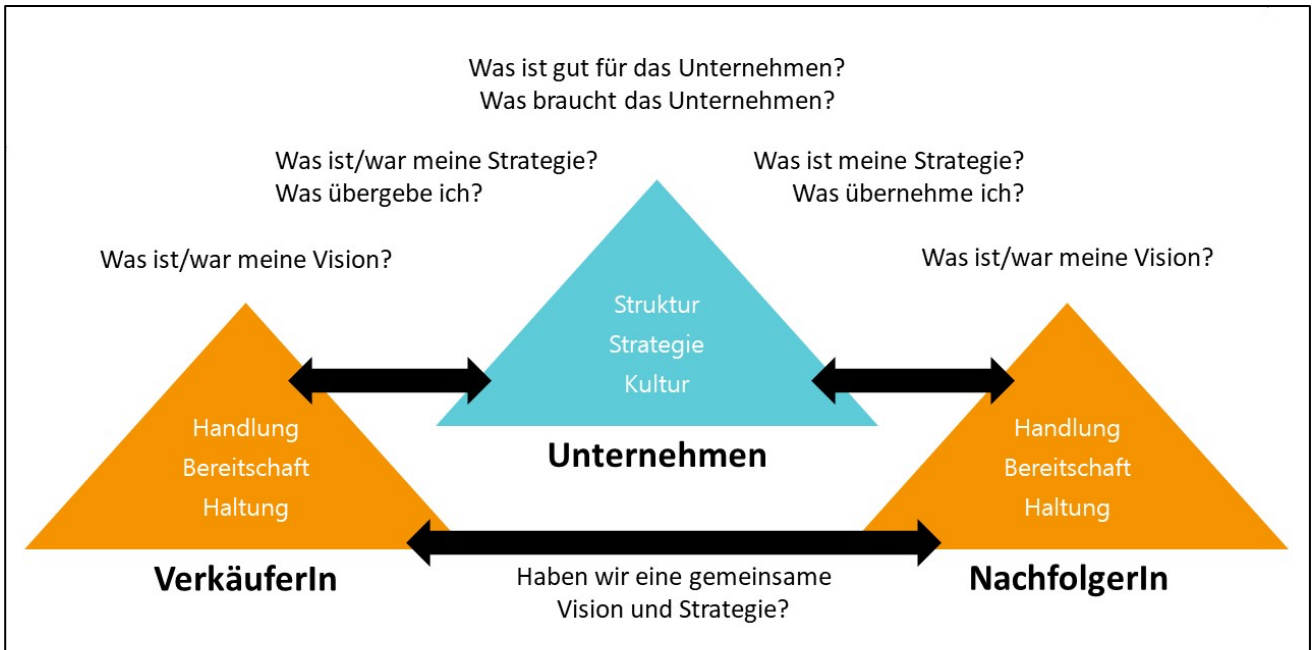 Was ist gut für das Unternehmen?
Was braucht das Unternehmen?
Was ist/war meine Strategie?
Was übergebe ich?
Was ist meine Strategie?
Was übernehme ich?
Was ist/war meine Vision?
Was ist/war meine Vision?
Struktur
Strategie
Kultur
Unternehmen
Handlung
Bereitschaft
Haltung
VerkäuferIn
Handlung
Bereitschaft
Haltung
NachfolgerIn
Haben wir eine gemeinsame
Vision und Strategie?